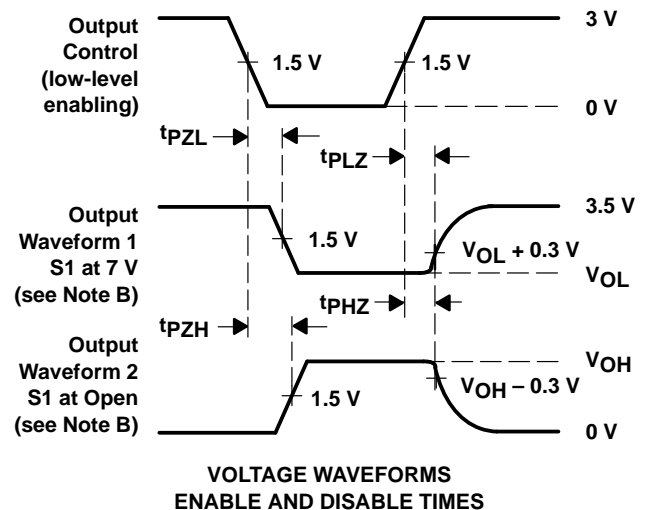 Output
Control
(low-level
enabling)
1.5 V
1.5 V
3 V
0 V
tPZL
tPLZ
Output
Waveform 1
S1 at 7 V
(see Note B)
1.5 V
3.5 V
VOL + 0.3 V
VOL
tPHZ
tPZH
Output
Waveform 2
S1 at Open
(see Note B)
1.5 V
VOH
VOH – 0.3 V
0 V
VOLTAGE WAVEFORMS
ENABLE AND DISABLE TIMES